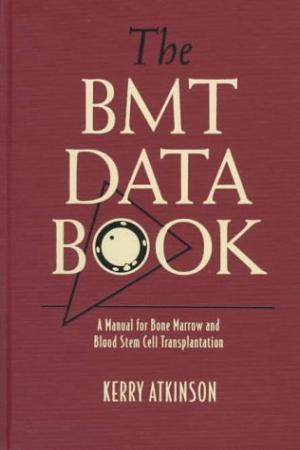 The
BMT
DATA
BOOK
A Manual for Bone Marrow and
Blood Stem Cell Transplantation
KERRY ATKINSON